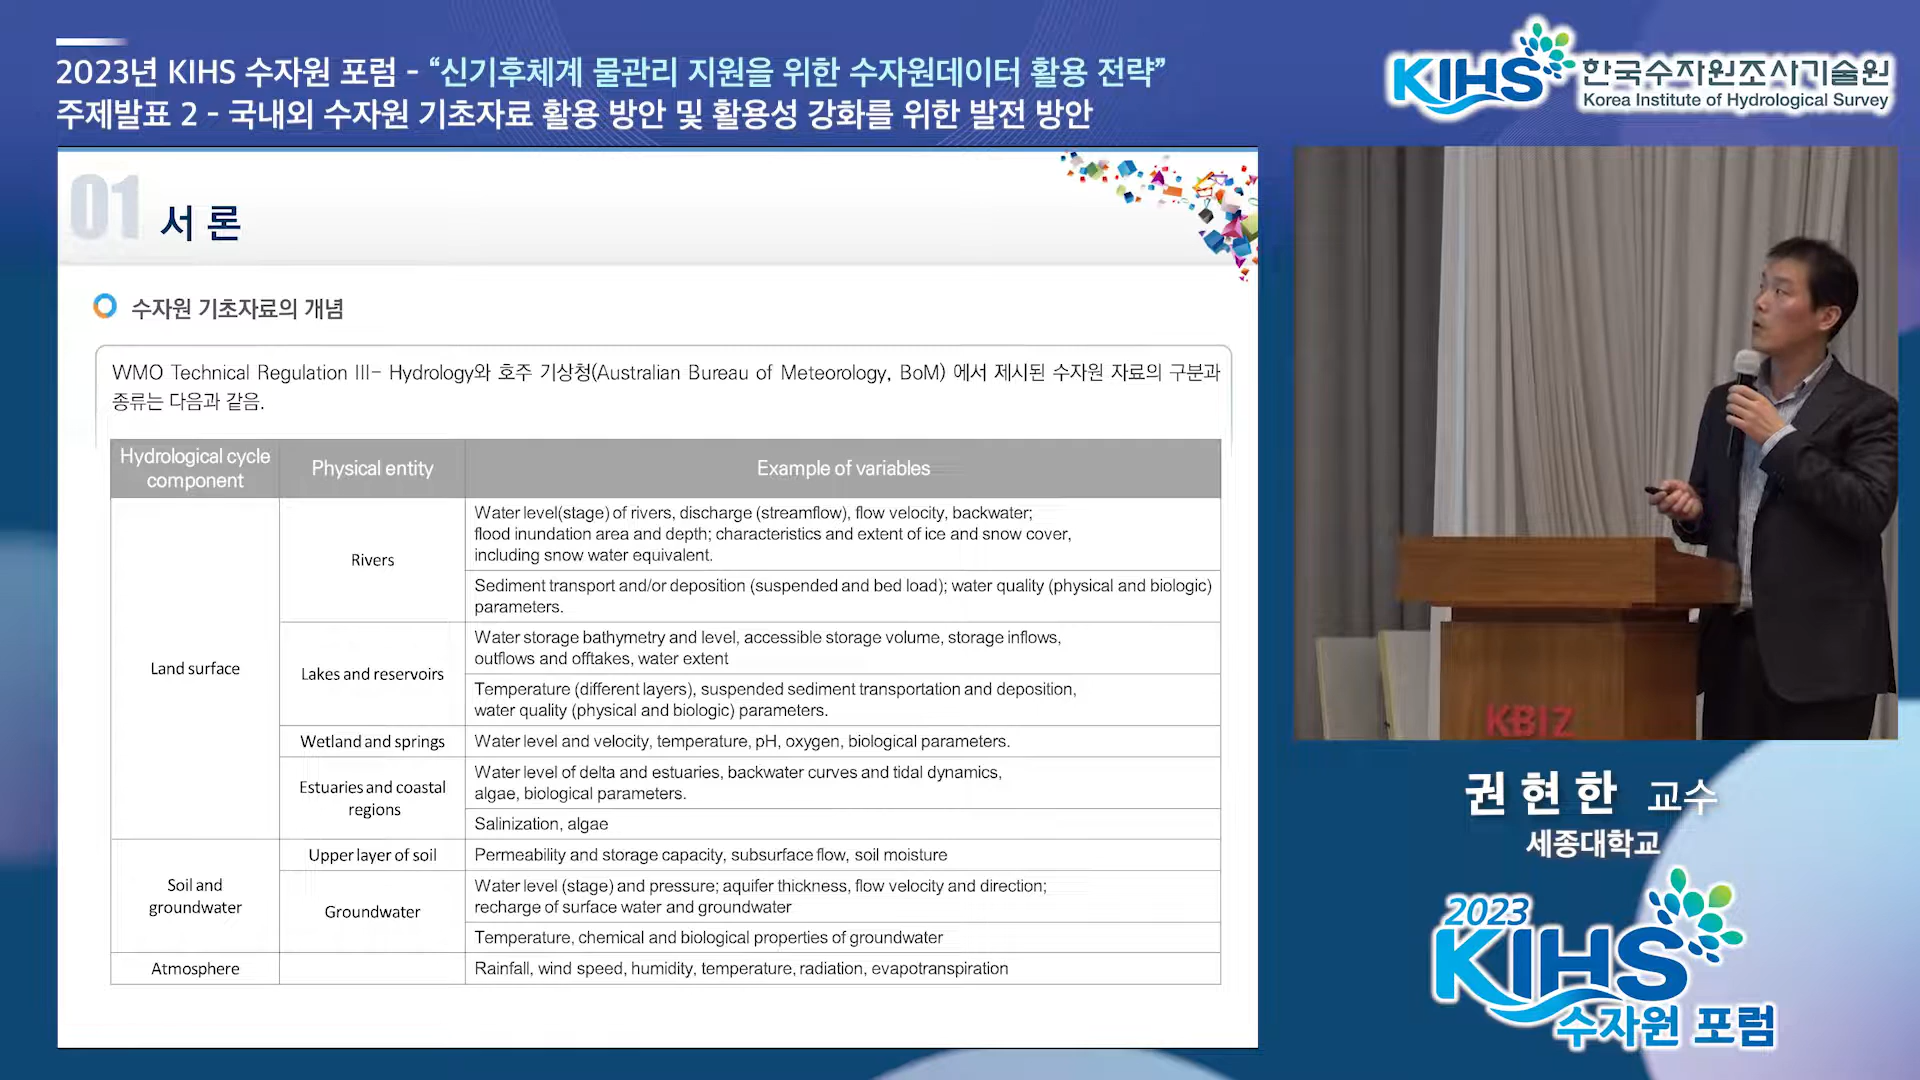 2023년 KIHS 수자원 포럼 - “신기후체계 물관리 지원을 위한 수자원데이터 활용 전략”
주제발표 2 - 국내외 수자원 기초자료 활용 방안 및 활용성 강화를 위한 발전 방안
KIHS 한국수자원조사기술원
Korea Institute of Hydrological Survey
01 서 론
수자원 기초자료의 개념
WMO Technical Regulation III- Hydrology와 호주 기상청(Australian Bureau of Meteorology, BoM) 에서 제시된 수자원 자료의 구분과
종류는 다음과 같음.
Hydrological cycle
component
Physical entity
Example of variables
Land surface
Rivers
Water level(stage) of rivers, discharge (streamflow), flow velocity, backwater;
flood inundation area and depth; characteristics and extent of ice and snow cover,
including snow water equivalent.
Sediment transport and/or deposition (suspended and bed load); water quality (physical and biologic)
parameters.
Lakes and reservoirs
Water storage bathymetry and level, accessible storage volume, storage inflows,
outflows and offtakes, water extent
Temperature (different layers), suspended sediment transportation and deposition,
water quality (physical and biologic) parameters.
Wetland and springs
Water level and velocity, temperature, pH, oxygen, biological parameters.
Estuaries and coastal
regions
Water level of delta and estuaries, backwater curves and tidal dynamics,
algae, biological parameters.
Salinization, algae
Soil and
groundwater
Upper layer of soil
Permeability and storage capacity, subsurface flow, soil moisture
Groundwater
Water level (stage) and pressure; aquifer thickness, flow velocity and direction;
recharge of surface water and groundwater
Temperature, chemical and biological properties of groundwater
Atmosphere
Rainfall, wind speed, humidity, temperature, radiation, evapotranspiration
KBIZ
권 현 한 교수
세종대학교
2023
KIHS
수자원 포럼